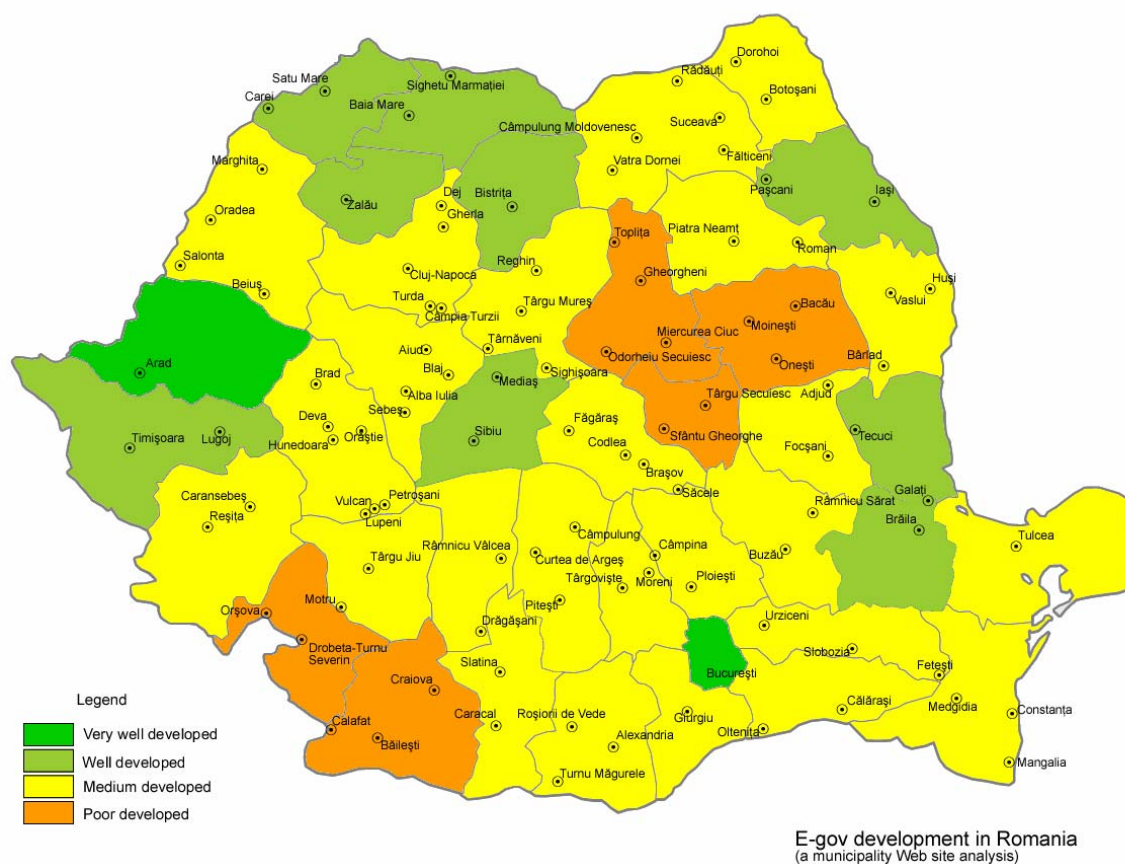 Dorohoi
Rădăuți
Satu Mare
Sighetu Marmației
Carei
Baia Mare
Botoșani
Suceava
Câmpulung Moldovenesc
Fălticeni
Marghita
Vatra Dornei
Pașcani
Iași
Dej
Bistrița
Zalău
Gherla
Oradea
Toplița
Piatra Neamț
Roman
Salonta
Reghin
Cluj-Napoca
Gheorgheni
Huși
Beiuș
Vaslui
Turda
Târgu Mureș
Bacău
Câmpia Turzii
Moinești
Miercurea Ciuc
Târnăveni
Aiud
Odorheiu Secuiesc
Onești
Bârlad
Arad
Blaj
Mediaș
Sighișoara
Brad
Alba Iulia
Târgu Secuiesc
Adjud
Sebeș
Deva
Făgăraș
Orăștie
Hunedoara
Sibiu
Sfântu Gheorghe
Tecuci
Timișoara
Lugoj
Codlea
Focșani
Brașov
Săcele
Caransebeș
Petroșani
Vulcan
Lupeni
Râmnicu Sărat
Galați
Reșița
Brăila
Câmpulung
Tulcea
Râmnicu Vâlcea
Curtea de Argeș
Câmpina
Buzău
Târgu Jiu
Târgoviște
Moreni
Ploiești
Motru
Pitești
Orșova
Drăgășani
Urziceni
Drobeta-Turnu
Severin
Slobozia
Slatina
București
Fetești
Craiova
Medgidia
Călărași
Constanța
Calafat
Caracal
Roșiorii de Vede
Giurgiu
Oltenița
Băilești
Alexandria
Mangalia
Turnu Măgurele
Legend
Very well developed
Well developed
Medium developed
Poor developed
E-gov development in Romania
(a municipality Web site analysis)